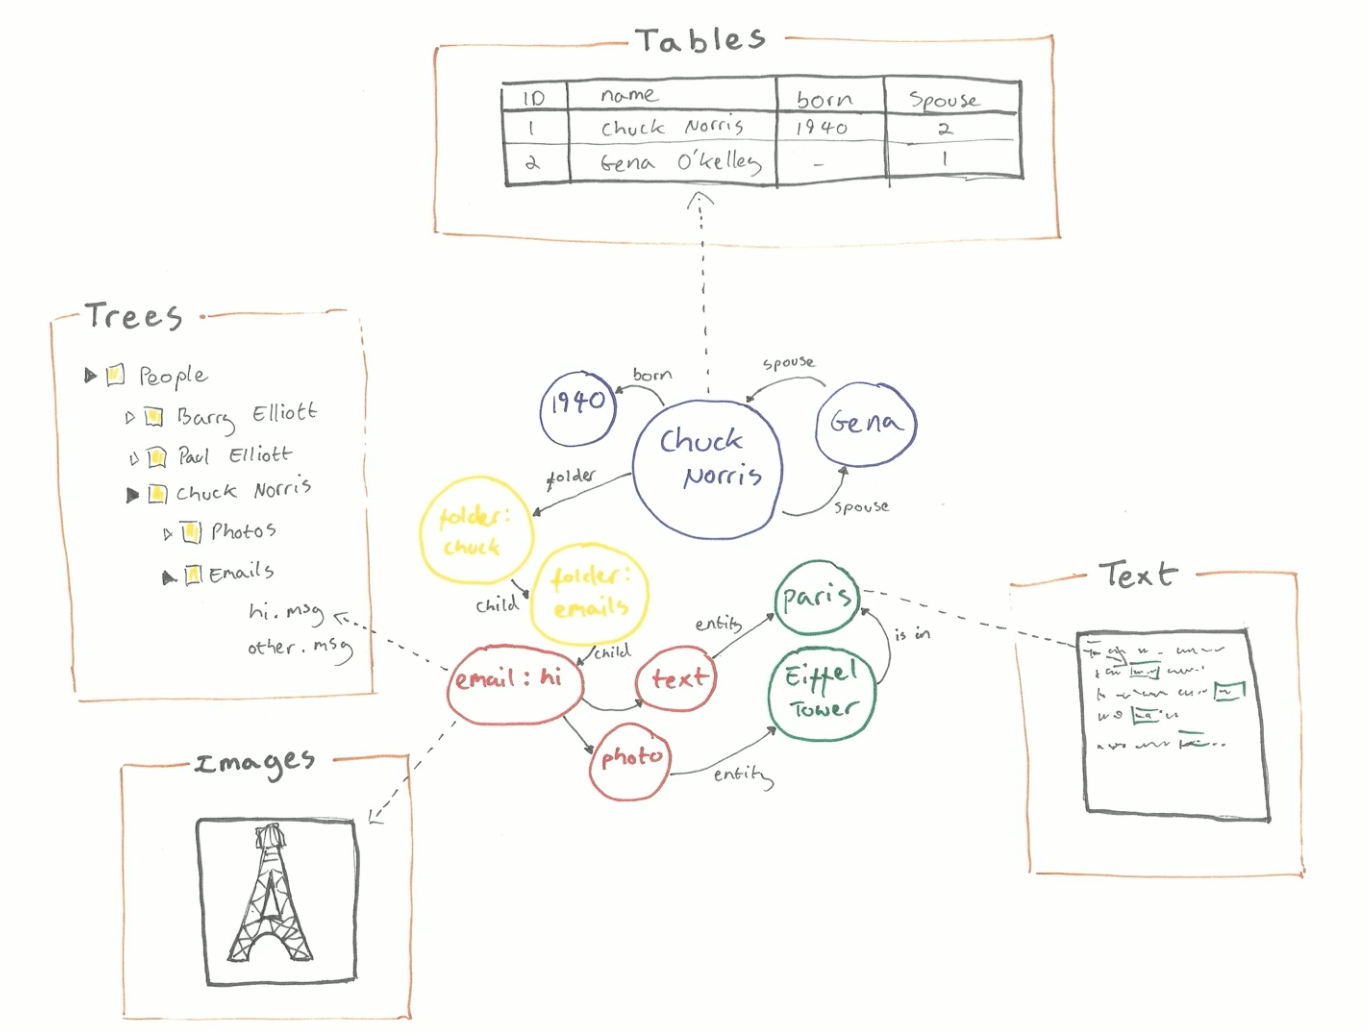 Tables
ID name born Spouse
1 Chuck Norris 1940 2
2 Gena O'Kelley - 1
Trees
People
Barry Elliott
Paul Elliott
Chuck Norris
Photos
Emails
hi.msg
other.msg
born
spouse
1940
Chuck
Norris
Gena
folder
spouse
folder:
chuck
child
folder:
emails
child
paris
entity
is in
email: hi
text
Eiffel
Tower
photo
entity
Text
Images